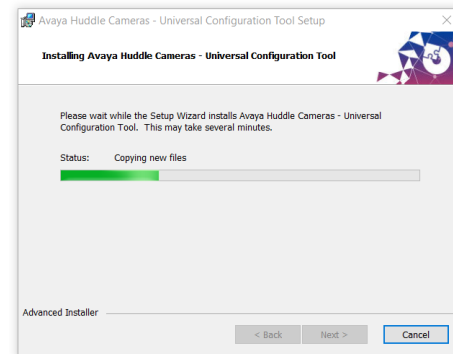 Avaya Huddle Cameras - Universal Configuration Tool Setup
Installing Avaya Huddle Cameras - Universal Configuration Tool
Please wait while the Setup Wizard installs Avaya Huddle Cameras - Universal
Configuration Tool. This may take several minutes.
Status: Copying new files
Advanced Installer
< Back Next > Cancel